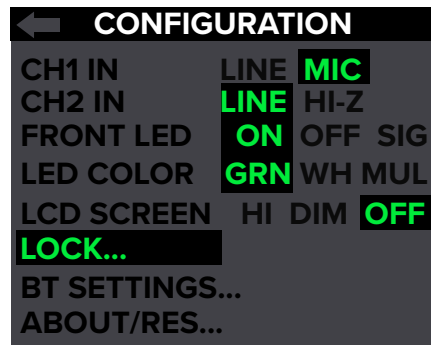 CONFIGURATION
CH1 IN LINE MIC
CH2 IN LINE HI-Z
FRONT LED ON OFF SIG
LED COLOR GRN WH MUL
LCD SCREEN HI DIM OFF
LOCK...
BT SETTINGS...
ABOUT/RES...